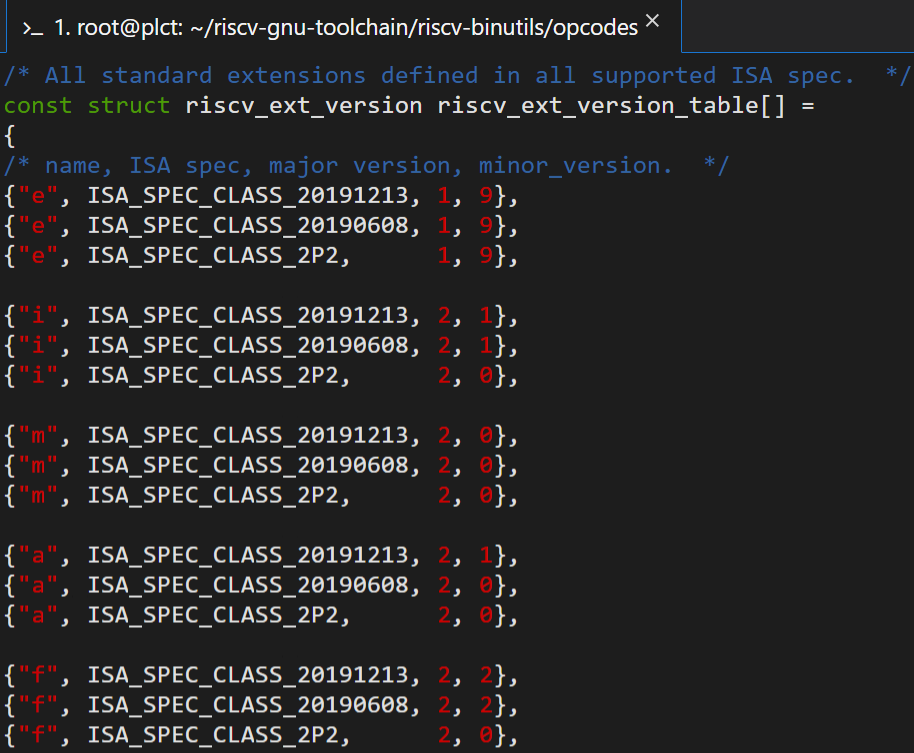 >_ 1. root@plct: ~/riscv-gnu-toolchain/riscv-binutils/opcodes ×
/* All standard extensions defined in all supported ISA spec.  */
const struct riscv_ext_version riscv_ext_version_table[] =
{
/* name, ISA spec, major version, minor_version.  */
{"e", ISA_SPEC_CLASS_20191213, 1, 9},
{"e", ISA_SPEC_CLASS_20190608, 1, 9},
{"e", ISA_SPEC_CLASS_2P2,      1, 9},

{"i", ISA_SPEC_CLASS_20191213, 2, 1},
{"i", ISA_SPEC_CLASS_20190608, 2, 1},
{"i", ISA_SPEC_CLASS_2P2,      2, 0},

{"m", ISA_SPEC_CLASS_20191213, 2, 0},
{"m", ISA_SPEC_CLASS_20190608, 2, 0},
{"m", ISA_SPEC_CLASS_2P2,      2, 0},

{"a", ISA_SPEC_CLASS_20191213, 2, 1},
{"a", ISA_SPEC_CLASS_20190608, 2, 0},
{"a", ISA_SPEC_CLASS_2P2,      2, 0},

{"f", ISA_SPEC_CLASS_20191213, 2, 2},
{"f", ISA_SPEC_CLASS_20190608, 2, 2},
{"f", ISA_SPEC_CLASS_2P2,      2, 0},